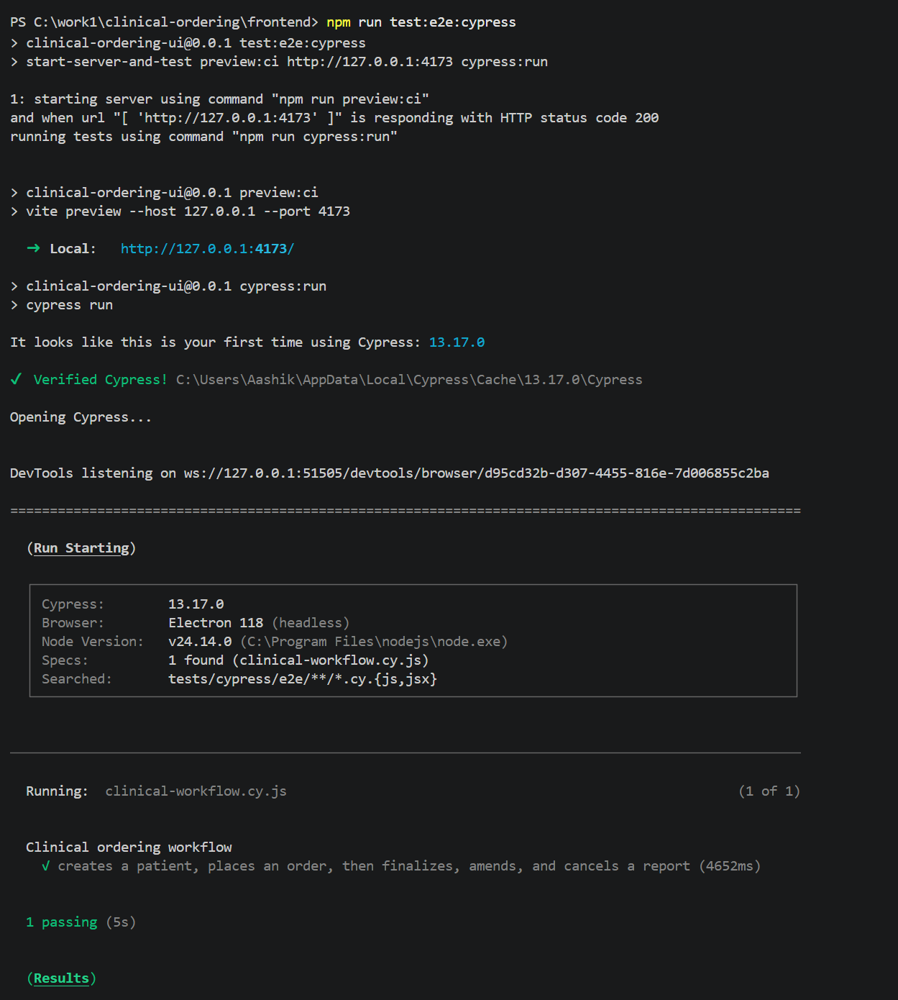 PS C:\work1\clinical-ordering\frontend> npm run test:e2e:cypress
> clinical-ordering-ui@0.0.1 test:e2e:cypress
> start-server-and-test preview:ci http://127.0.0.1:4173 cypress:run
1: starting server using command "npm run preview:ci"
and when url "[ 'http://127.0.0.1:4173' ]" is responding with HTTP status code 200
running tests using command "npm run cypress:run"
> clinical-ordering-ui@0.0.1 preview:ci
> vite preview --host 127.0.0.1 --port 4173
➜ Local: http://127.0.0.1:4173/
> clinical-ordering-ui@0.0.1 cypress:run
> cypress run
It looks like this is your first time using Cypress: 13.17.0
✓ Verified Cypress! C:\Users\Aashik\AppData\Local\Cypress\Cache\13.17.0\Cypress
Opening Cypress...
DevTools listening on ws://127.0.0.1:51505/devtools/browser/d95cd32b-d307-4455-816e-7d006855c2ba
====================================================================================================
(Run Starting)
Cypress: 13.17.0
Browser: Electron 118 (headless)
Node Version: v24.14.0 (C:\Program Files\nodejs\node.exe)
Specs: 1 found (clinical-workflow.cy.js)
Searched: tests/cypress/e2e/**/*.cy.{js,jsx}
Running: clinical-workflow.cy.js (1 of 1)
Clinical ordering workflow
√ creates a patient, places an order, then finalizes, amends, and cancels a report (4652ms)
1 passing (5s)
(Results)